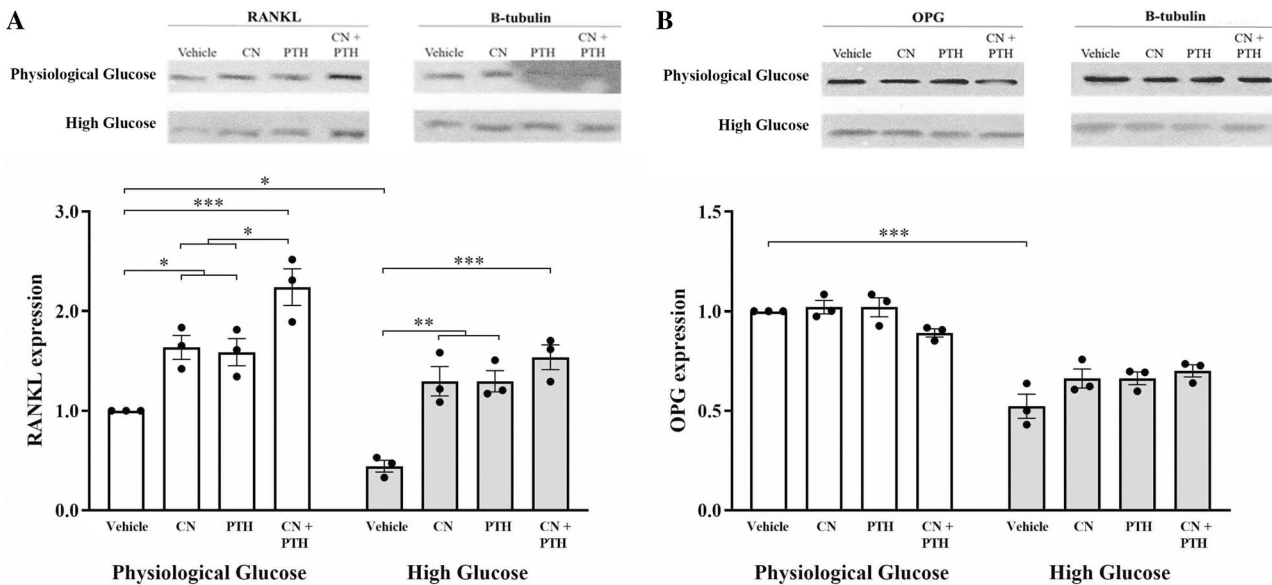 A
RANKL
B-tubulin
Vehicle CN PTH CN + PTH
Vehicle CN PTH CN + PTH
Physiological Glucose
High Glucose
*
***
*
*
***
**
3.0
2.0
1.0
0.0
RANKL expression
Vehicle CN PTH CN + PTH
Vehicle CN PTH CN + PTH
Physiological Glucose
High Glucose
B
OPG
B-tubulin
Vehicle CN PTH CN + PTH
Vehicle CN PTH CN + PTH
Physiological Glucose
High Glucose
***
1.5
1.0
0.5
0.0
OPG expression
Vehicle CN PTH CN + PTH
Vehicle CN PTH CN + PTH
Physiological Glucose
High Glucose